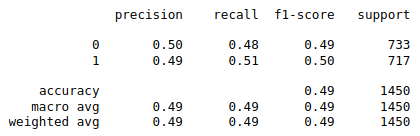 precision recall f1-score support
0 0.50 0.48 0.49 733
1 0.49 0.51 0.50 717
accuracy 0.49 1450
macro avg 0.49 0.49 0.49 1450
weighted avg 0.49 0.49 0.49 1450